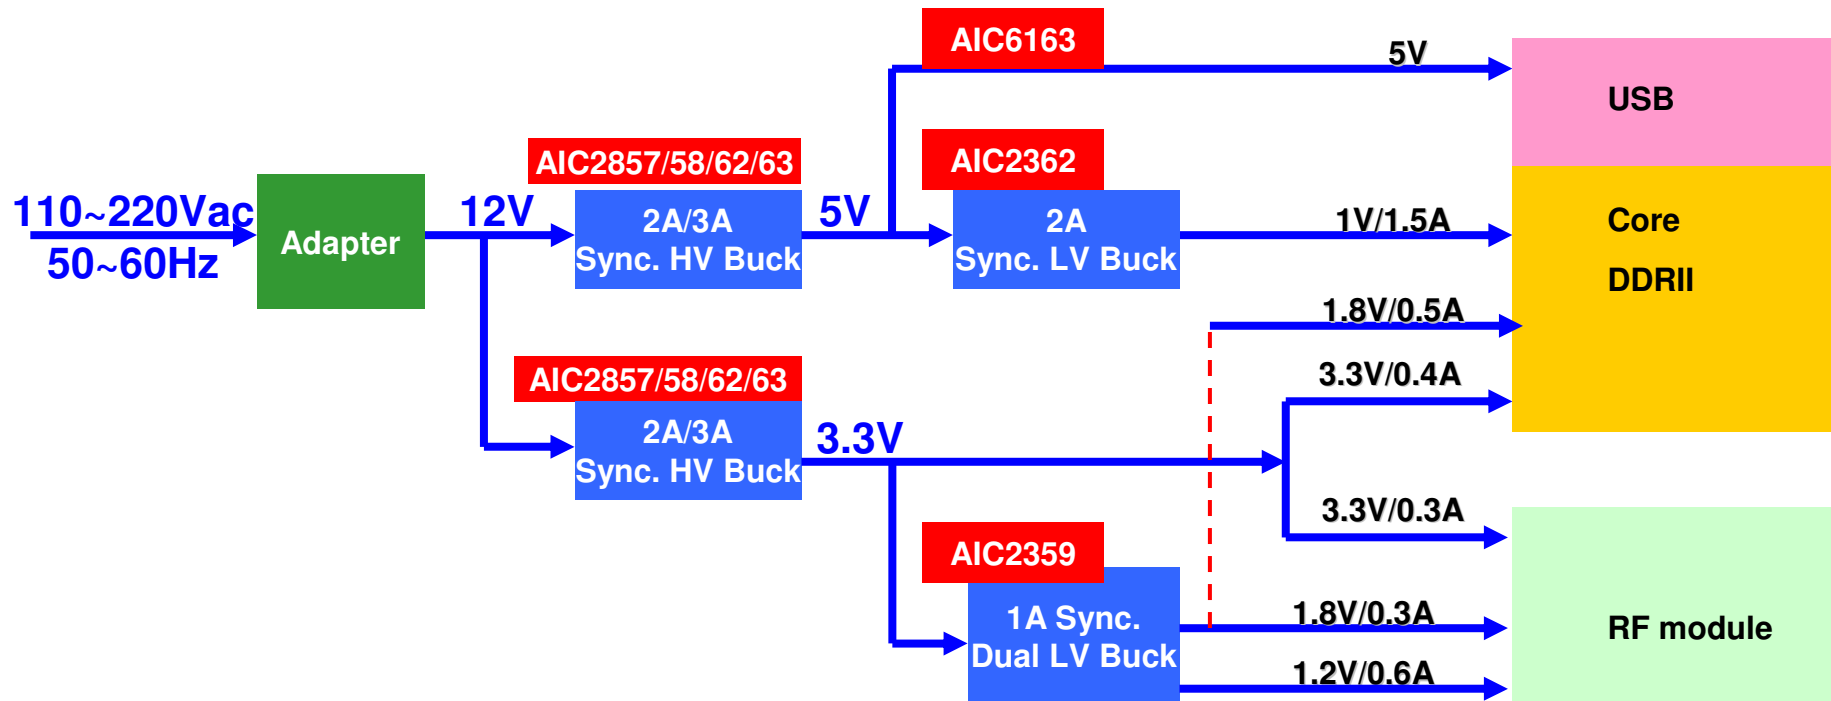 AIC6163
5V
USB
AIC2857/58/62/63
AIC2362
110~220Vac
50~60Hz
Adapter
12V
2A/3A
Sync. HV Buck
5V
2A
Sync. LV Buck
1V/1.5A
Core
DDRII
1.8V/0.5A
AIC2857/58/62/63
3.3V/0.4A
2A/3A
Sync. HV Buck
3.3V
3.3V/0.3A
AIC2359
1A Sync.
Dual LV Buck
1.8V/0.3A
RF module
1.2V/0.6A